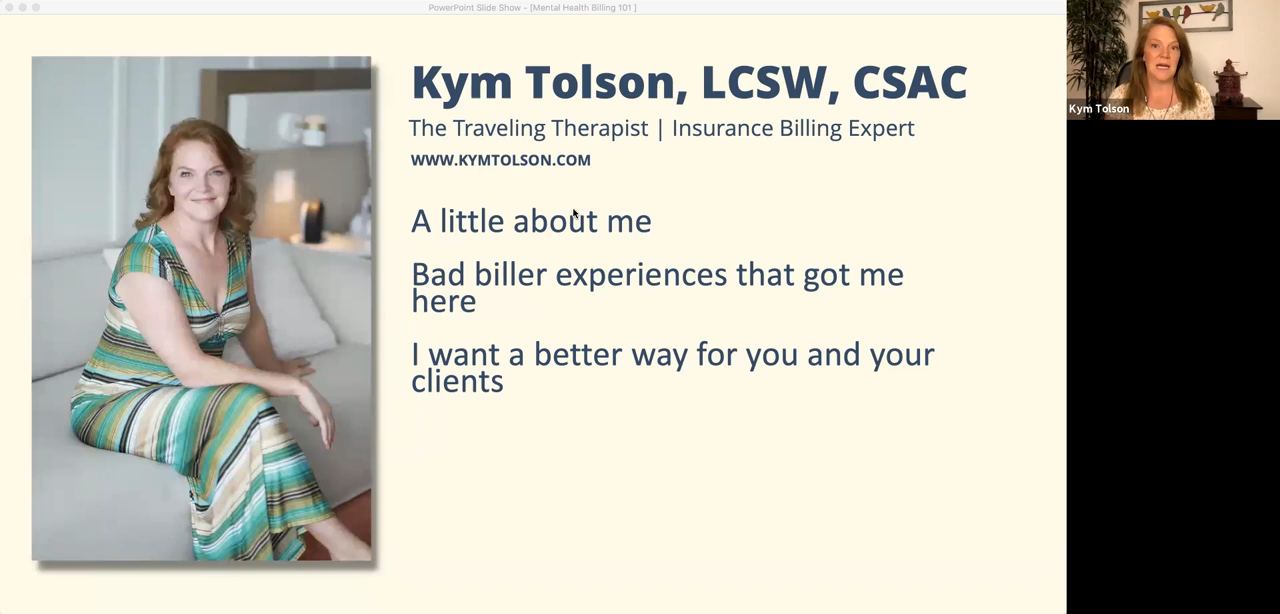 PowerPoint Slide Show - [Mental Health Billing 101 ]
Kym Tolson, LCSW, CSAC
The Traveling Therapist | Insurance Billing Expert
WWW.KYMTOLSON.COM
A little about me
Bad biller experiences that got me
here
I want a better way for you and your
clients
Kym Tolson